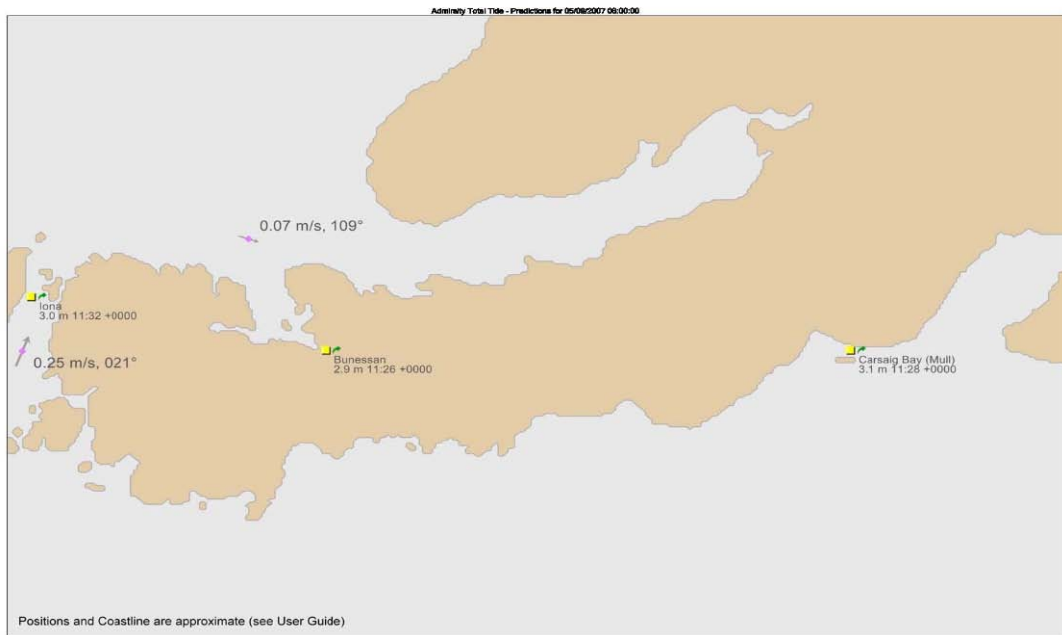 Admiralty Total Tide - Predictions for 05/09/2007 08:00:00
0.07 m/s, 109°
Iona
3.0 m 11:32 +0000
0.25 m/s, 021°
Bunessan
2.9 m 11:26 +0000
Carsaig Bay (Mull)
3.1 m 11:28 +0000
Positions and Coastline are approximate (see User Guide)